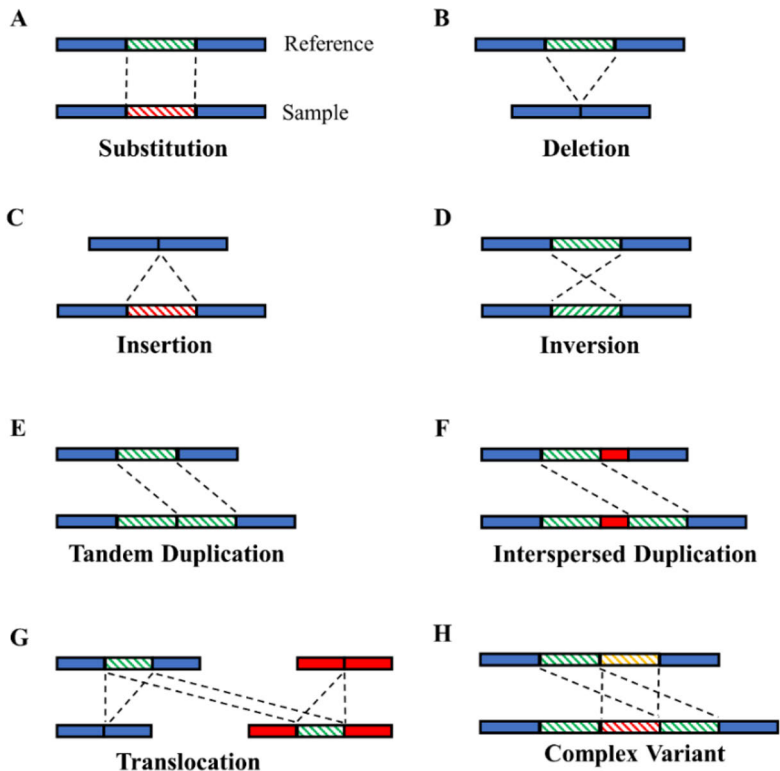 A
Reference
Sample
Substitution
B
Deletion
C
Insertion
D
Inversion
E
Tandem Duplication
F
Interspersed Duplication
G
Translocation
H
Complex Variant